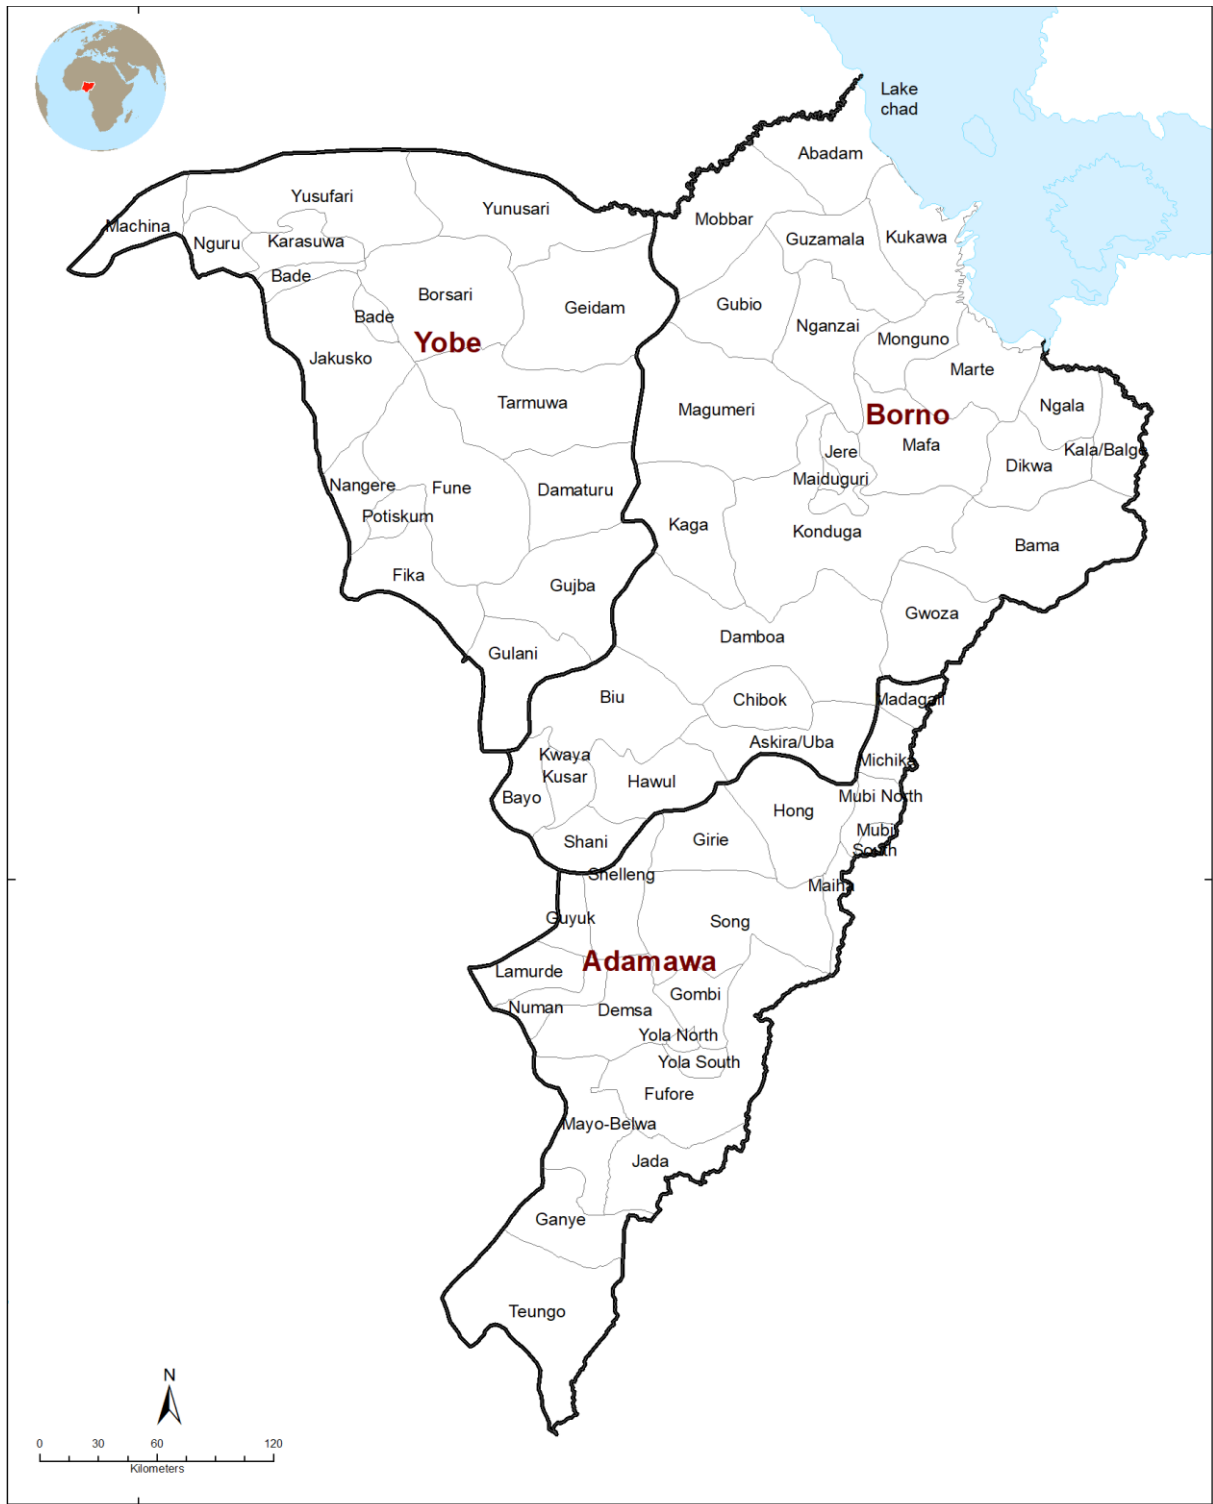 Lake
chad
Abadam
Yusufari
Yunusari
Mobbar
Machina
Nguru
Karasuwa
Guzamala
Kukawa
Bade
Borsari
Geidam
Gubio
Bade
Nganzai
Monguno
Yobe
Jakusko
Marte
Tarmuwa
Magumeri
Borno
Ngala
Mafa
Jere
Kala/Balge
Dikwa
Maiduguri
Nangere
Fune
Damaturu
Potiskum
Kaga
Konduga
Bama
Fika
Gujba
Gwoza
Damboa
Gulani
Biu
Chibok
Madagali
Askira/Uba
Kwaya
Kusar
Michika
Hawul
Bayo
Mubi North
Hong
Shani
Girie
Mubi
South
Shelleng
Maiha
Guyuk
Song
Adamawa
Lamurde
Gombi
Numan
Demsa
Yola North
Yola South
Fufore
Mayo-Belwa
Jada
Ganye
Teungo
N
0 30 60 120
Kilometers